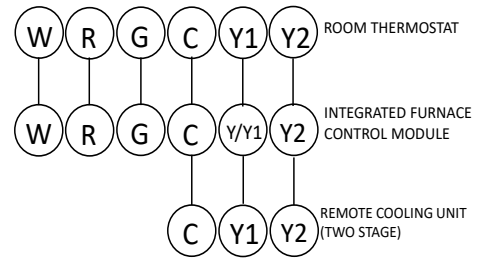 W R G C Y1 Y2 ROOM THERMOSTAT
W R G C Y/Y1 Y2 INTEGRATED FURNACE
CONTROL MODULE
C Y1 Y2 REMOTE COOLING UNIT
(TWO STAGE)